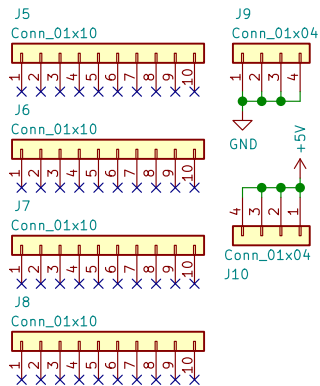 J5
Conn_01x10
1 2 3 4 5 6 7 8 9 10
J6
Conn_01x10
1 2 3 4 5 6 7 8 9 10
J7
Conn_01x10
1 2 3 4 5 6 7 8 9 10
J8
Conn_01x10
1 2 3 4 5 6 7 8 9 10
J9
Conn_01x04
1 2 3 4
GND
+5V
4 3 2 1
Conn_01x04
J10